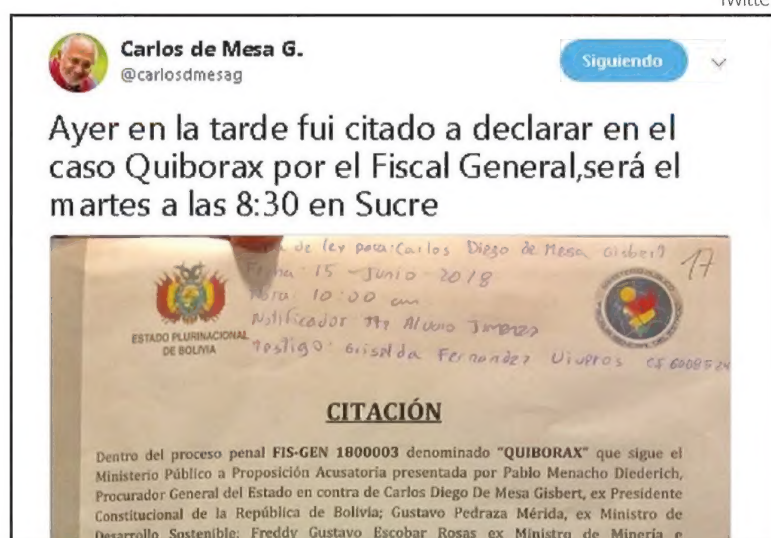 Carlos de Mesa G.
@carlosdmesag
Siguiendo
Ayer en la tarde fui citado a declarar en el
caso Quiborax por el Fiscal General,será el
martes a las 8:30 en Sucre
de ley para: Carlos Diego de Mesa Gisbert
17
Fecha: 15 - Junio - 2018
Hora: 10:00 am
Notificador
Testigo: Griselda Fernandez Viveros
ESTADO PLURINACIONAL
DE BOLIVIA
CITACIÓN
Dentro del proceso penal FIS-GEN 1800003 denominado "QUIBORAX" que sigue el
Ministerio Público a Proposición Acusatoria presentada por Pablo Menacho Diederich,
Procurador General del Estado en contra de Carlos Diego De Mesa Gisbert, ex Presidente
Constitucional de la República de Bolivia; Gustavo Pedraza Mérida, ex Ministro de
Desarrollo Sostenible; Freddy Gustavo Escobar Rosas ex Ministro de Minería e